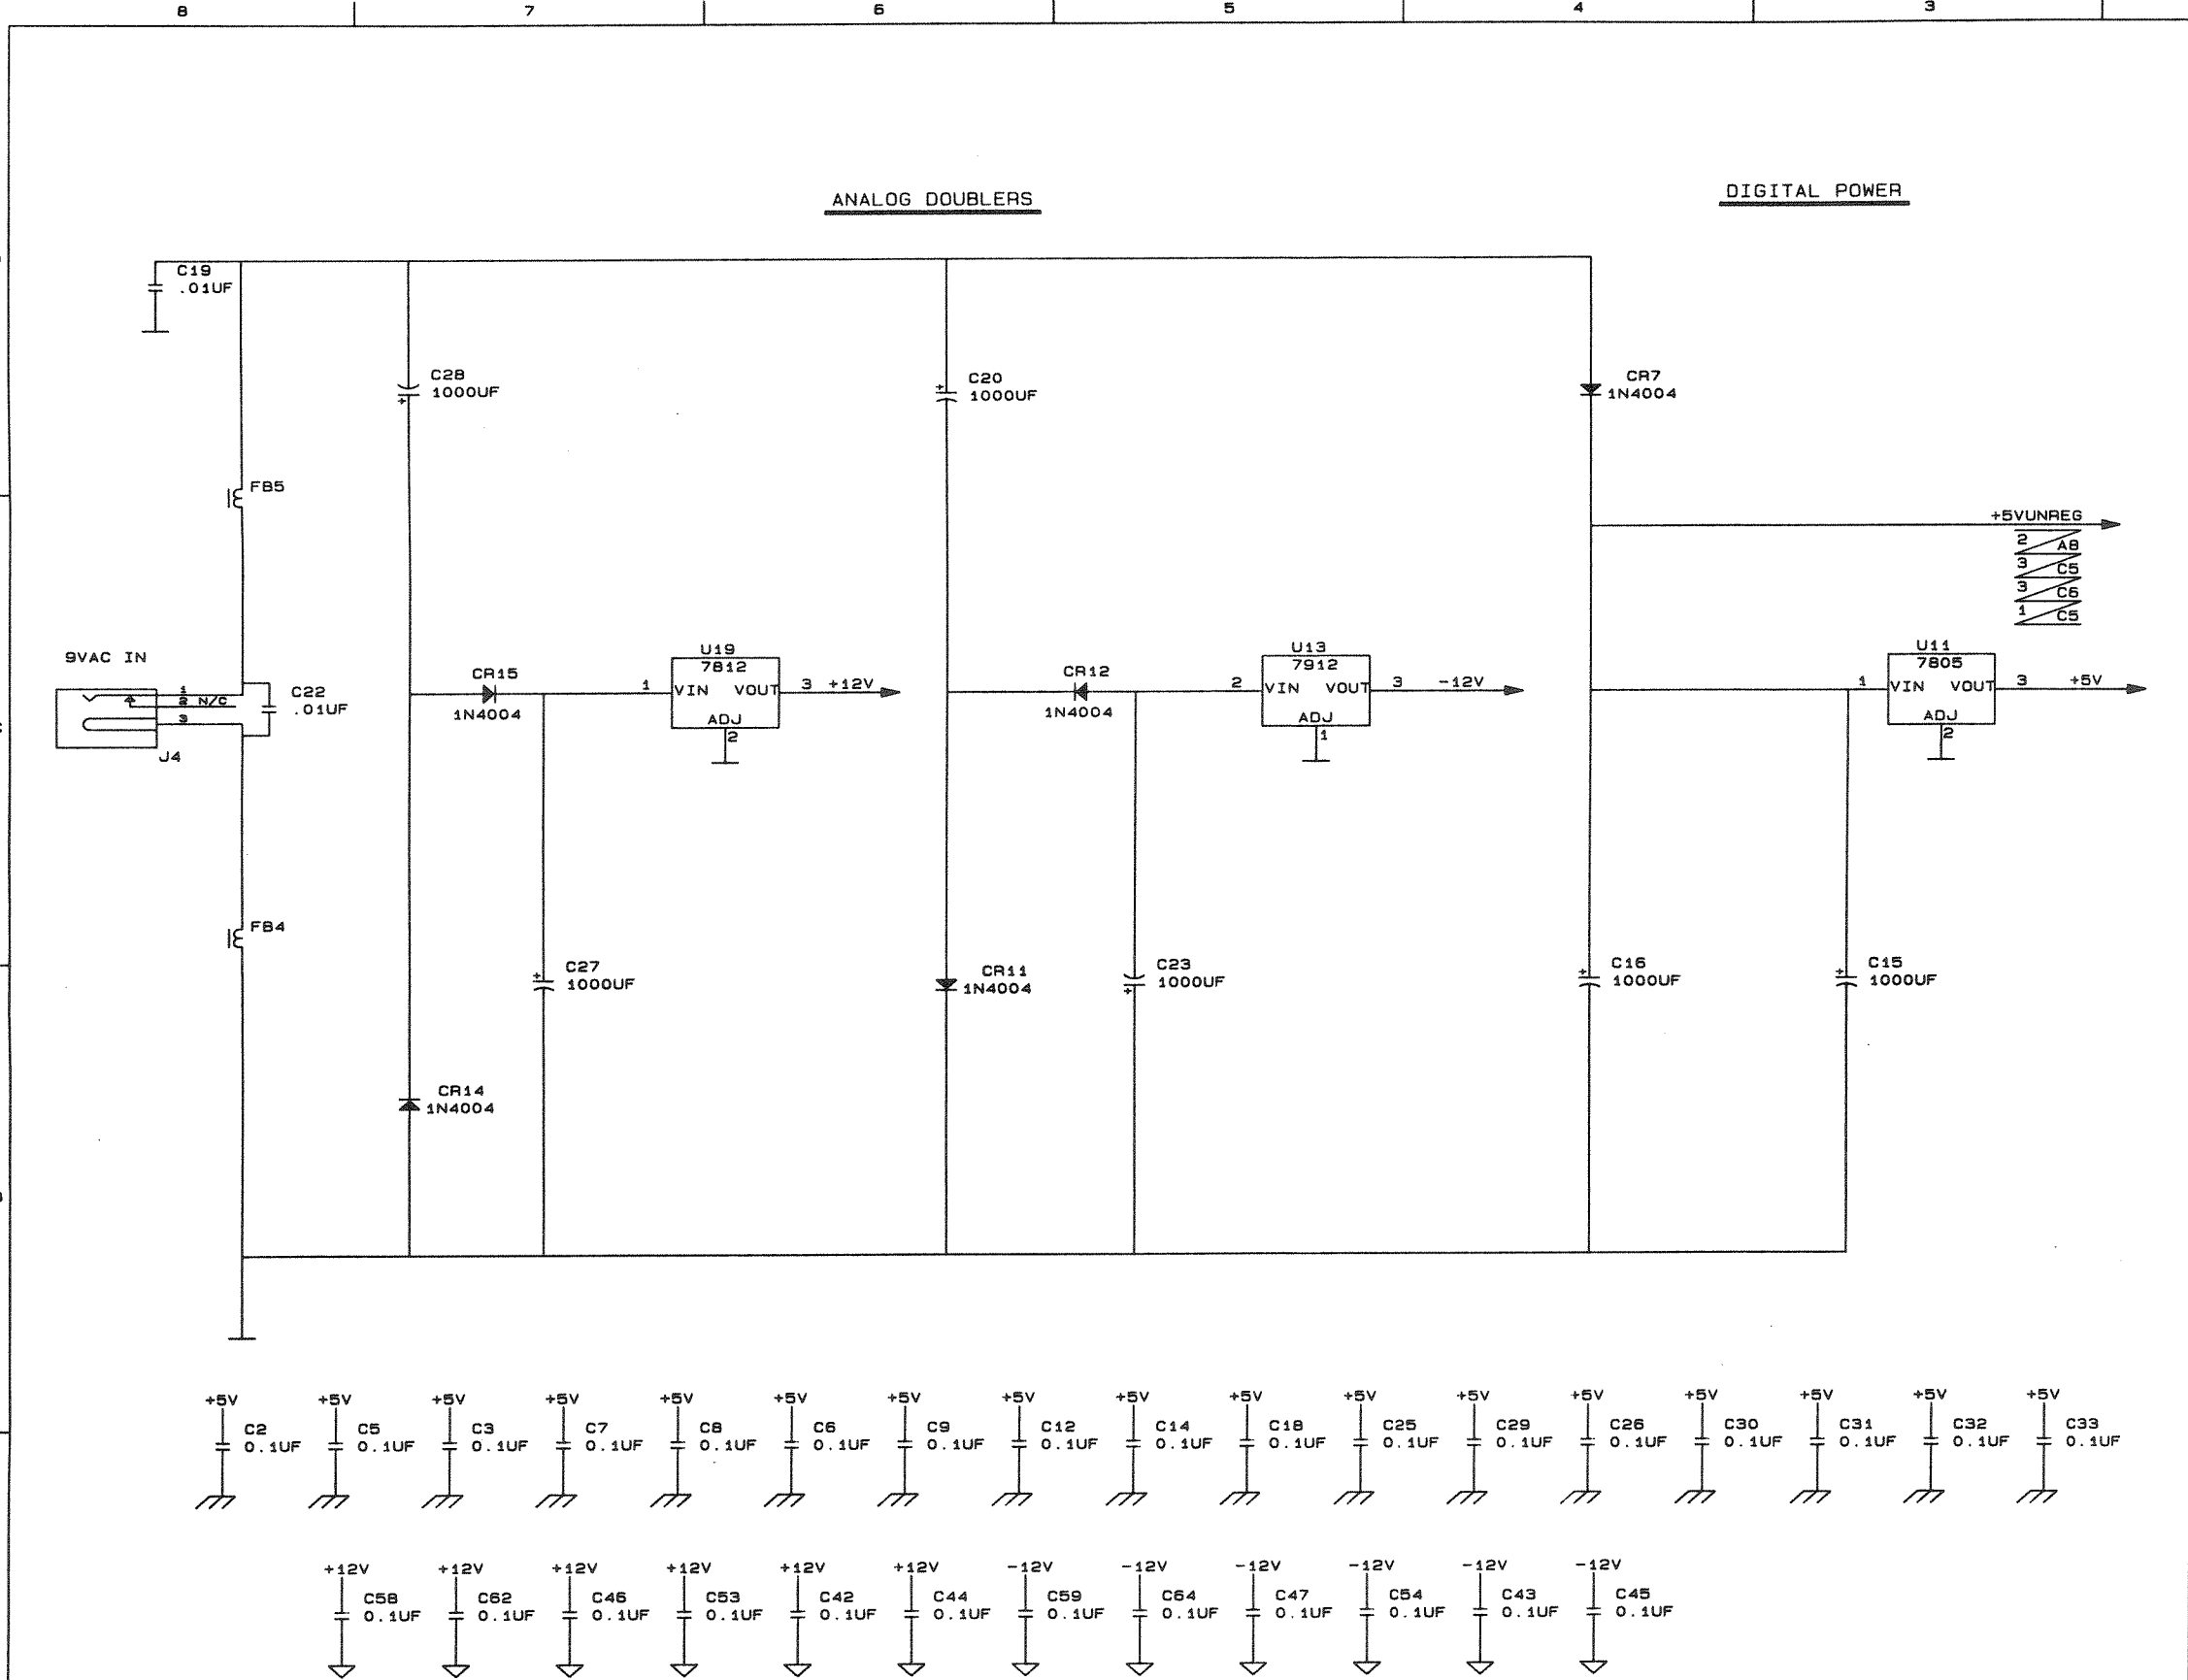 8 7 6 5 4 3
ANALOG DOUBLERS
DIGITAL POWER
C19
.01UF
C28
1000UF
+
C20
1000UF
+
CR7
1N4004
FB5
+5VUNREG
2 A8
3 C5
3 C6
1 C5
9VAC IN
1
2 N/C
3
J4
C22
.01UF
CR15
1N4004
U19
7812
1 VIN VOUT 3 +12V
ADJ
2
CR12
1N4004
U13
7912
2 VIN VOUT 3 -12V
ADJ
1
U11
7805
1 VIN VOUT 3 +5V
ADJ
2
FB4
C27
1000UF
+
CR11
1N4004
C23
1000UF
+
C16
1000UF
+
C15
1000UF
+
CR14
1N4004
+5V +5V +5V +5V +5V +5V +5V +5V +5V +5V +5V +5V +5V +5V +5V +5V +5V
C2 C5 C3 C7 C8 C6 C9 C12 C14 C18 C25 C29 C26 C30 C31 C32 C33
0.1UF 0.1UF 0.1UF 0.1UF 0.1UF 0.1UF 0.1UF 0.1UF 0.1UF 0.1UF 0.1UF 0.1UF 0.1UF 0.1UF 0.1UF 0.1UF 0.1UF
+12V +12V +12V +12V +12V +12V -12V -12V -12V -12V -12V -12V
C58 C62 C46 C53 C42 C44 C59 C64 C47 C54 C43 C45
0.1UF 0.1UF 0.1UF 0.1UF 0.1UF 0.1UF 0.1UF 0.1UF 0.1UF 0.1UF 0.1UF 0.1UF